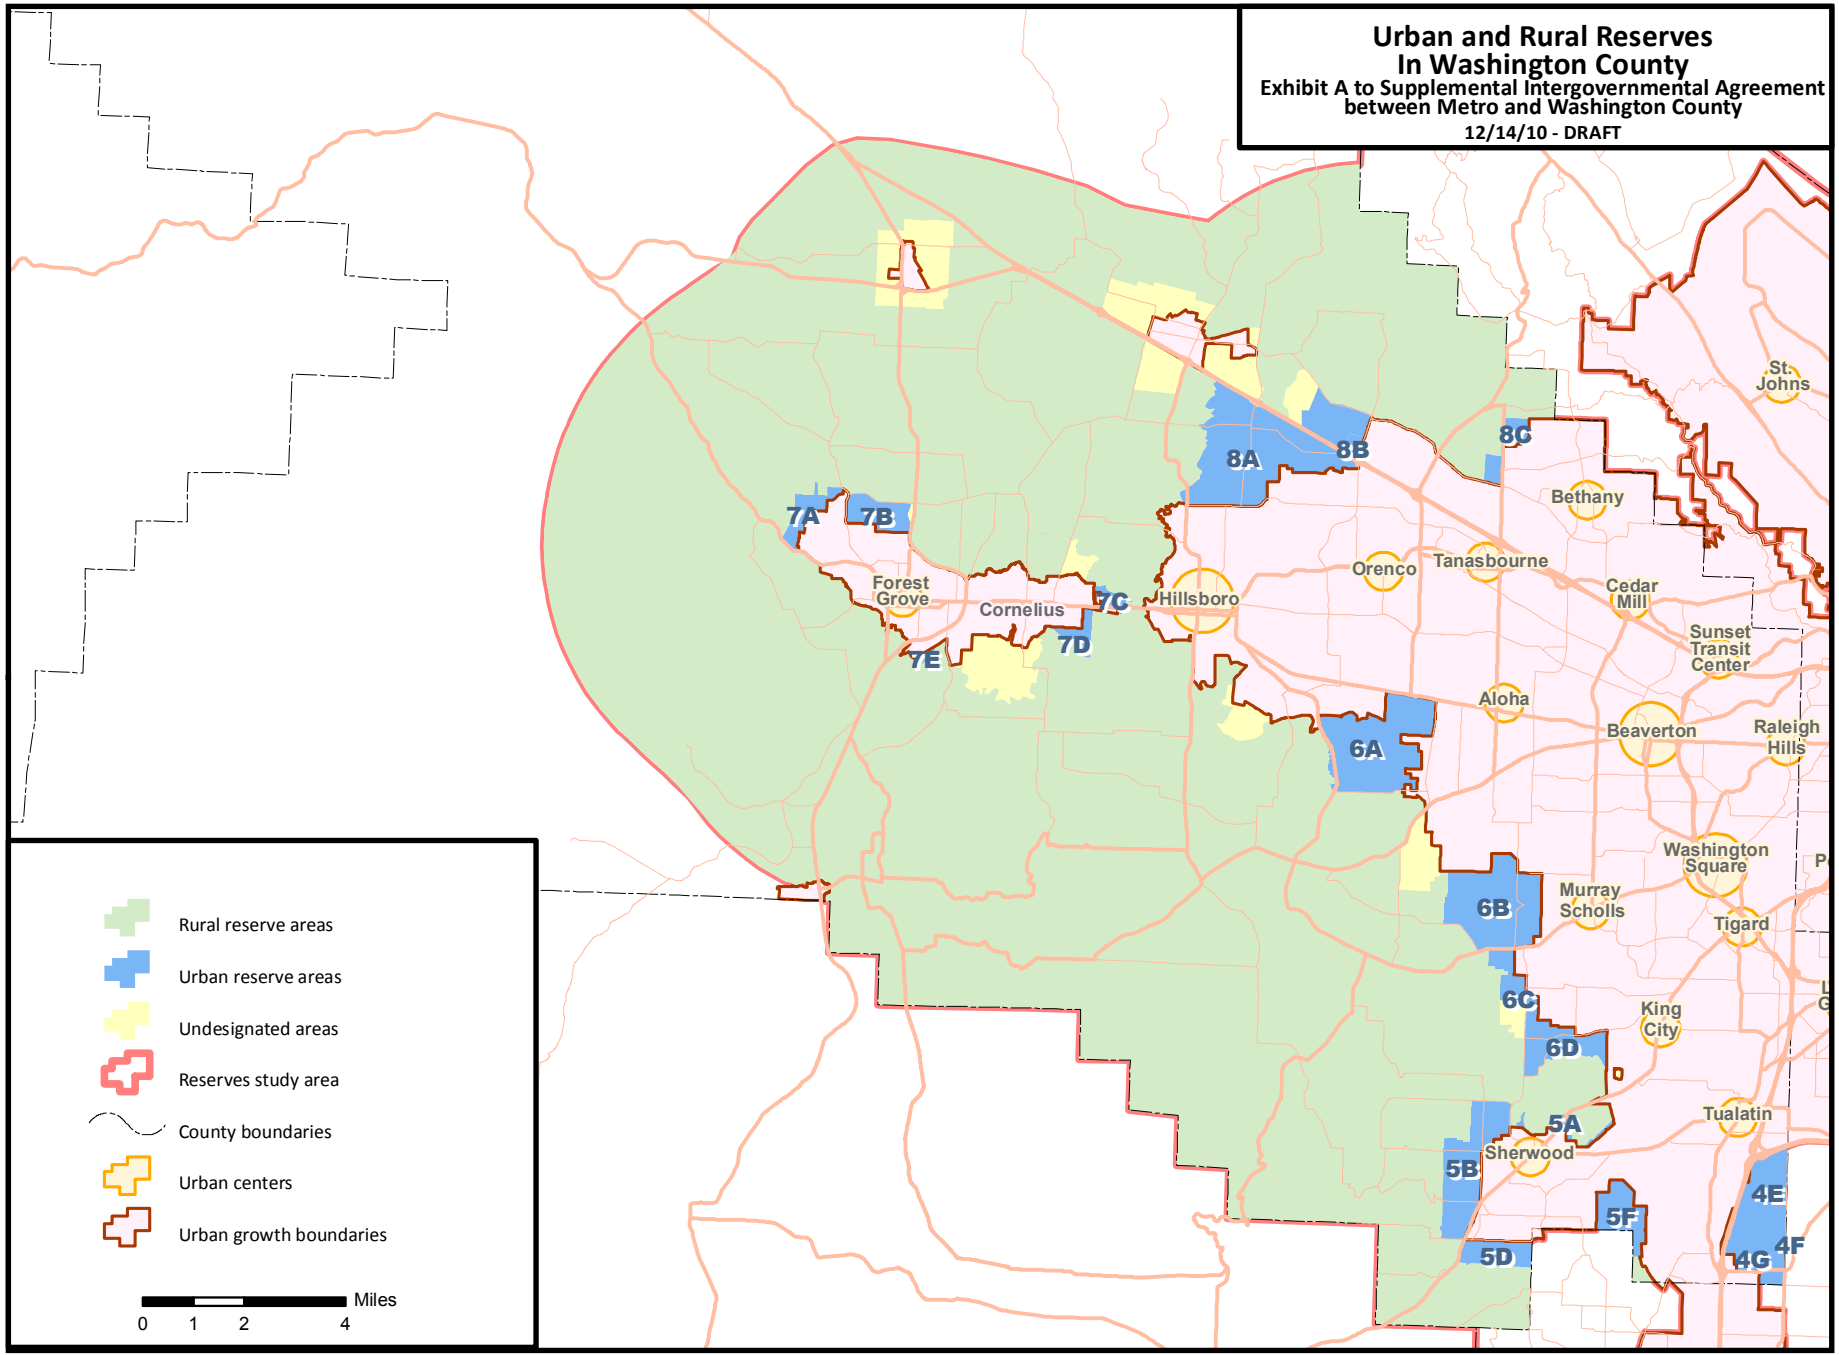 Urban and Rural Reserves
In Washington County
Exhibit A to Supplemental Intergovernmental Agreement
between Metro and Washington County
12/14/10 - DRAFT
St.
Johns
8C
8B
8A
Bethany
7A
7B
Orenco
Tanasbourne
Cedar
Mill
Forest
Grove
Cornelius
7C
Hillsboro
7D
7E
Sunset
Transit
Center
Aloha
Beaverton
Raleigh
Hills
6A
Washington
Square
Murray
Scholls
6B
Tigard
6C
King
City
6D
5A
Tualatin
Sherwood
5B
4E
5F
4F
4G
5D
Rural reserve areas
Urban reserve areas
Undesignated areas
Reserves study area
County boundaries
Urban centers
Urban growth boundaries
Miles
0 1 2 4